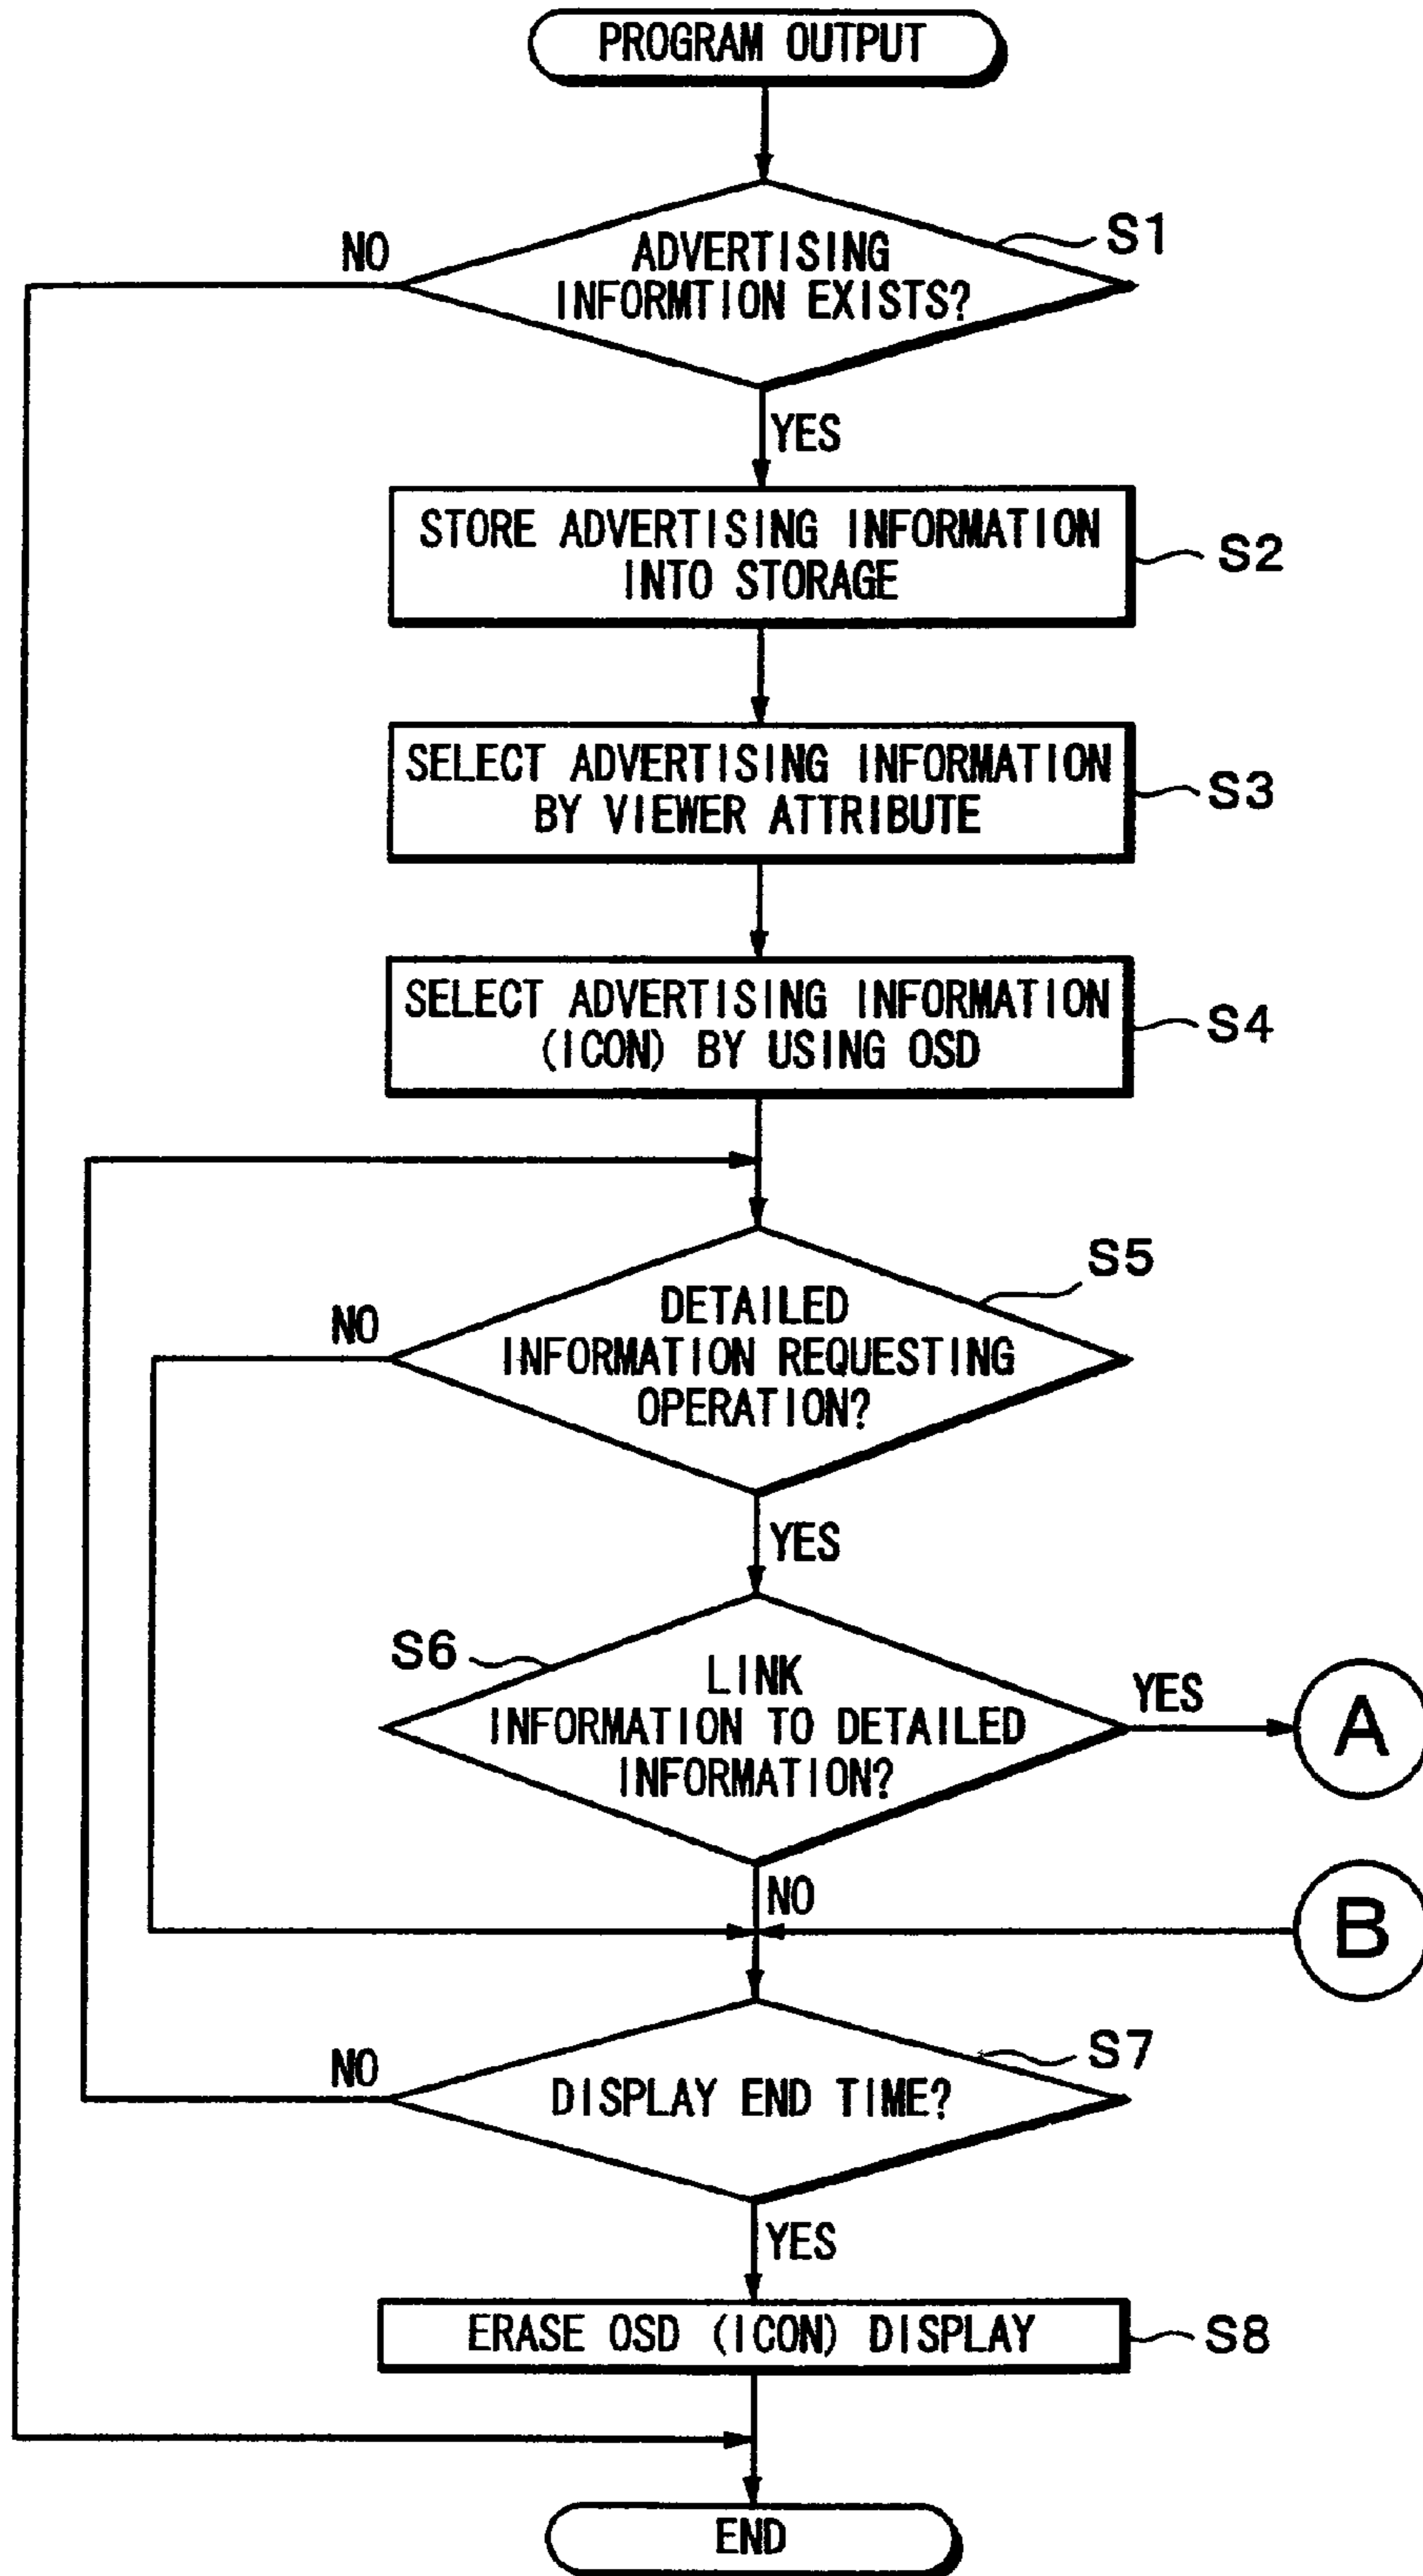 PROGRAM OUTPUT
NO
ADVERTISING
INFORMTION EXISTS?
S1
YES
STORE ADVERTISING INFORMATION
INTO STORAGE
S2
SELECT ADVERTISING INFORMATION
BY VIEWER ATTRIBUTE
S3
SELECT ADVERTISING INFORMATION
(ICON) BY USING OSD
S4
S5
NO
DETAILED
INFORMATION REQUESTING
OPERATION?
YES
S6
LINK
INFORMATION TO DETAILED
INFORMATION?
YES
A
NO
B
S7
NO
DISPLAY END TIME?
YES
ERASE OSD (ICON) DISPLAY
S8
END